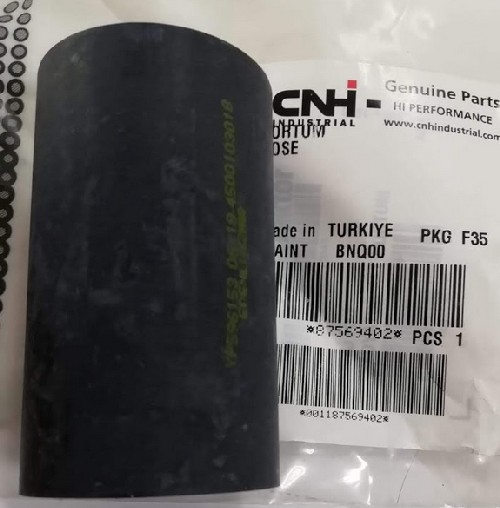 CNH
INDUSTRIAL
Genuine Parts
HI PERFORMANCE
www.cnhindustrial.com
ORTUM
OSE
ade in TURKIYE PKG F35
AINT BNQ00
*87569402* PCS 1
*001187569402*
4500103018